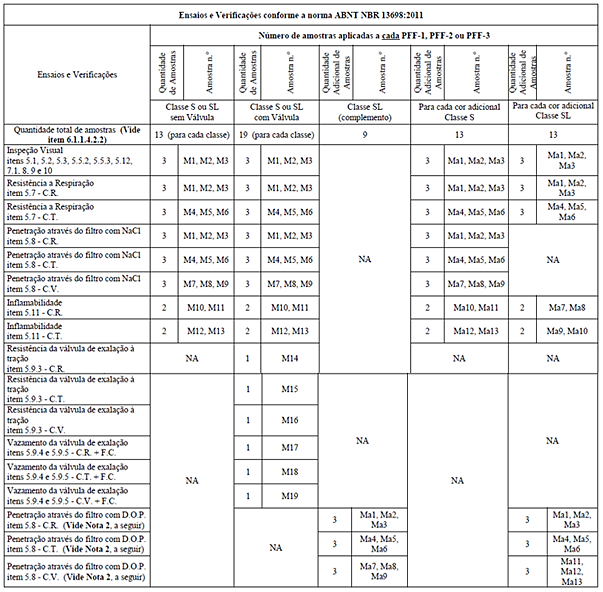 Ensaios e Verificações conforme a norma ABNT NBR 13698:2011
Ensaios e Verificações
Número de amostras aplicadas a cada PFF-1, PFF-2 ou PFF-3
Quantidade de Amostras
Amostra n.º
Quantidade de Amostras
Amostra n.º
Quantidade Adicional de Amostras
Amostra n.º
Quantidade Adicional de Amostras
Amostra n.º
Quantidade Adicional de Amostras
Amostra n.º
Classe S ou SL
sem Válvula
Classe S ou SL
com Válvula
Classe SL
(complemento)
Para cada cor adicional
Classe S
Para cada cor adicional
Classe SL
Quantidade total de amostras (Vide
item 6.1.1.4.2.2)
13 (para cada classe)
19 (para cada classe)
9
13
13
Inspeção Visual
itens 5.1, 5.2, 5.3, 5.5.2, 5.5.3, 5.12,
7.1, 8, 9 e 10
3 M1, M2, M3
3 M1, M2, M3
NA
3 Ma1, Ma2, Ma3
3 Ma1, Ma2,
Ma3
Resistência a Respiração
item 5.7 - C.R.
3 M1, M2, M3
3 M1, M2, M3
3 Ma1, Ma2, Ma3
3 Ma1, Ma2,
Ma3
Resistência a Respiração
item 5.7 - C.T.
3 M4, M5, M6
3 M4, M5, M6
3 Ma4, Ma5, Ma6
3 Ma4, Ma5,
Ma6
Penetração através do filtro com NaCl
item 5.8 - C.R.
3 M1, M2, M3
3 M1, M2, M3
3 Ma1, Ma2, Ma3
NA
Penetração através do filtro com NaCl
item 5.8 - C.T.
3 M4, M5, M6
3 M4, M5, M6
3 Ma4, Ma5, Ma6
Penetração através do filtro com NaCl
item 5.8 - C.V.
3 M7, M8, M9
3 M7, M8, M9
3 Ma7, Ma8, Ma9
Inflamabilidade
item 5.11 - C.R.
2 M10, M11
2 M10, M11
2 Ma10, Ma11
2 Ma7, Ma8
Inflamabilidade
item 5.11 - C.T.
2 M12, M13
2 M12, M13
2 Ma12, Ma13
2 Ma9, Ma10
Resistência da válvula de exalação à
tração
item 5.9.3 - C.R.
NA
1 M14
NA
NA
Resistência da válvula de exalação à
tração
item 5.9.3 - C.T.
NA
1 M15
NA
NA
NA
Resistência da válvula de exalação à
tração
item 5.9.3 - C.V.
1 M16
Vazamento da válvula de exalação
itens 5.9.4 e 5.9.5 - C.R. + F.C.
1 M17
Vazamento da válvula de exalação
itens 5.9.4 e 5.9.5 - C.T. + F.C.
1 M18
Vazamento da válvula de exalação
itens 5.9.4 e 5.9.5 - C.V. + F.C.
1 M19
Penetração através do filtro com D.O.P.
item 5.8 - C.R. (Vide Nota 2, a seguir)
NA
3 Ma1, Ma2,
Ma3
3 Ma1, Ma2,
Ma3
Penetração através do filtro com D.O.P.
item 5.8 - C.T. (Vide Nota 2, a seguir)
3 Ma4, Ma5,
Ma6
3 Ma4, Ma5,
Ma6
Penetração através do filtro com D.O.P.
item 5.8 - C.V. (Vide Nota 2, a seguir)
3 Ma7, Ma8,
Ma9
3 Ma11,
Ma12,
Ma13